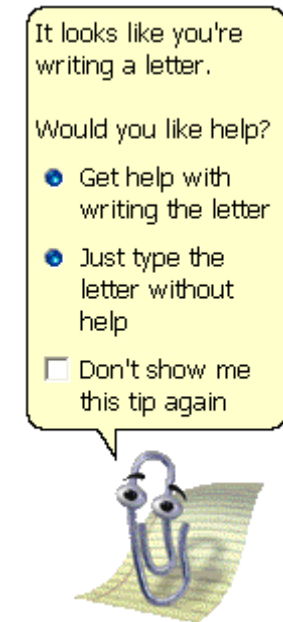 It looks like you're
writing a letter.
Would you like help?
Get help with
writing the letter
Just type the
letter without
help
Don't show me
this tip again